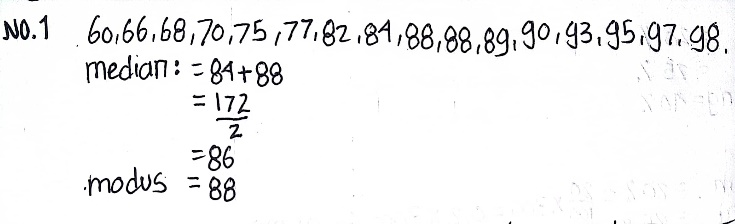 NO.1 60,66,68,70,75,77,82,84,88,88,89,90,93,95,97,98.
median: = 84+88
= 172
2
= 86
modus = 88